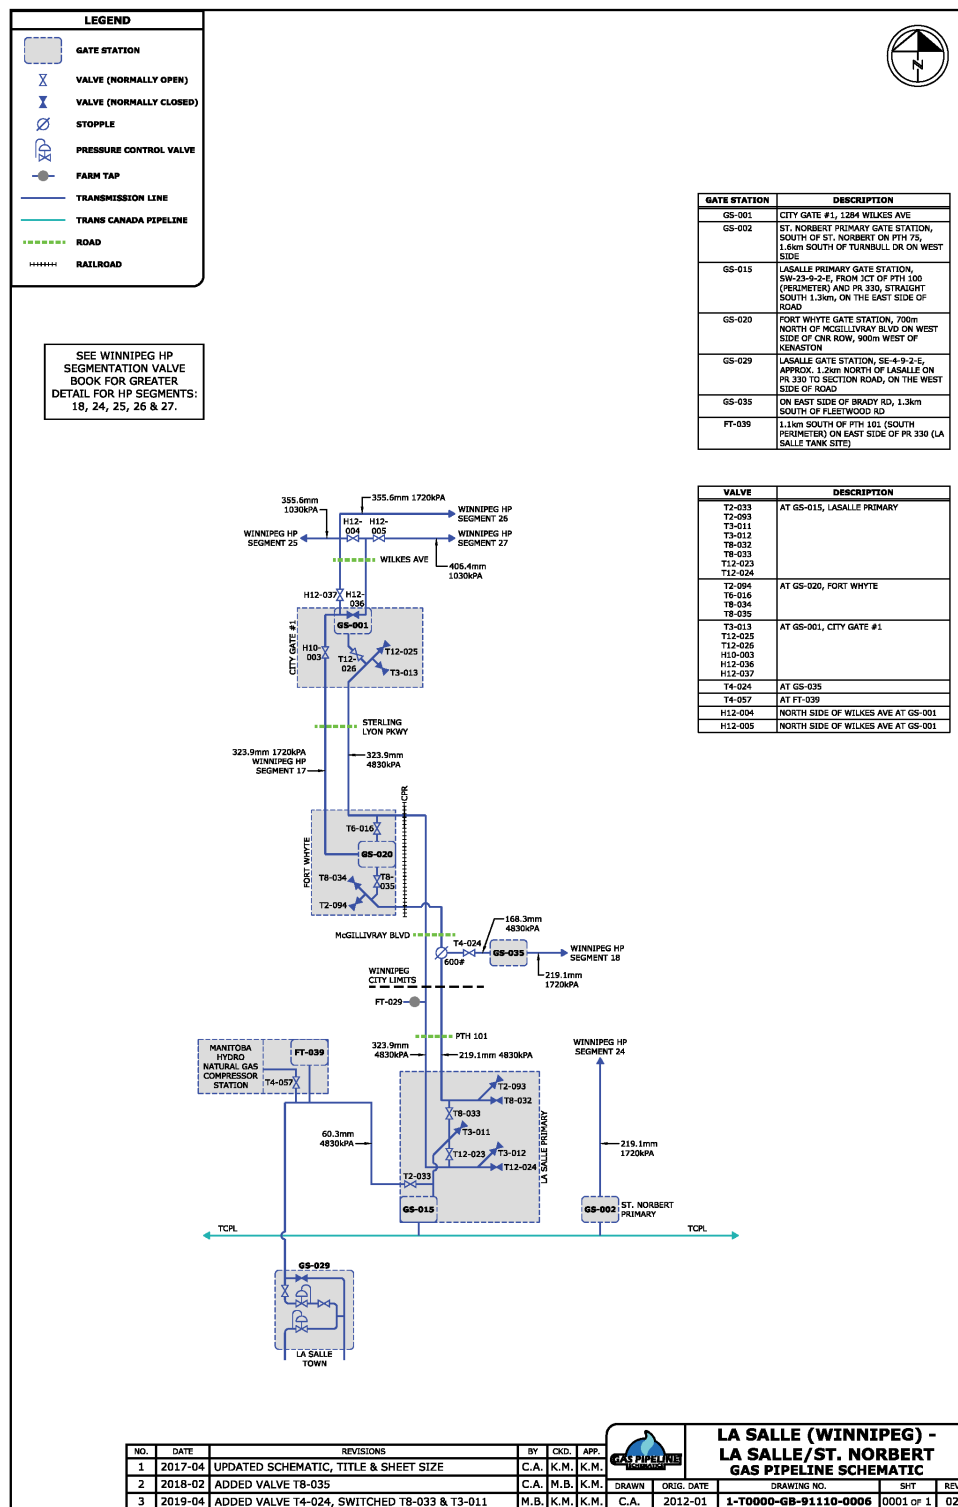 LEGEND
GATE STATION
VALVE (NORMALLY OPEN)
VALVE (NORMALLY CLOSED)
STOPPLE
PRESSURE CONTROL VALVE
FARM TAP
TRANSMISSION LINE
TRANS CANADA PIPELINE
ROAD
RAILROAD
N
SEE WINNIPEG HP
SEGMENTATION VALVE
BOOK FOR GREATER
DETAIL FOR HP SEGMENTS:
18, 24, 25, 26 & 27.
GATE STATION DESCRIPTION
GS-001 CITY GATE #1, 1284 WILKES AVE
GS-002 ST. NORBERT PRIMARY GATE STATION,
SOUTH OF ST. NORBERT ON PTH 75,
1.6km SOUTH OF TURNBULL DR ON WEST
SIDE
GS-015 LASALLE PRIMARY GATE STATION,
SW-23-9-2-E, FROM JCT OF PTH 100
(PERIMETER) AND PR 330, STRAIGHT
SOUTH 1.3km, ON THE EAST SIDE OF
ROAD
GS-020 FORT WHYTE GATE STATION, 700m
NORTH OF MCGILLIVRAY BLVD ON WEST
SIDE OF CNR ROW, 900m WEST OF
KENASTON
GS-029 LASALLE GATE STATION, SE-4-9-2-E,
APPROX. 1.2km NORTH OF LASALLE ON
PR 330 TO SECTION ROAD, ON THE WEST
SIDE OF ROAD
GS-035 ON EAST SIDE OF BRADY RD, 1.3km
SOUTH OF FLEETWOOD RD
FT-039 1.1km SOUTH OF PTH 101 (SOUTH
PERIMETER) ON EAST SIDE OF PR 330 (LA
SALLE TANK SITE)
VALVE DESCRIPTION
T2-033 AT GS-015, LASALLE PRIMARY
T2-093
T3-011
T3-012
T8-032
T8-033
T12-023
T12-024
T2-094 AT GS-020, FORT WHYTE
T6-016
T8-034
T8-035
T3-013 AT GS-001, CITY GATE #1
T12-025
T12-026
H10-003
H12-036
H12-037
T4-024 AT GS-035
T4-057 AT FT-039
H12-004 NORTH SIDE OF WILKES AVE AT GS-001
H12-005 NORTH SIDE OF WILKES AVE AT GS-001
355.6mm
1030kPA
355.6mm 1720kPA
WINNIPEG HP
SEGMENT 26
H12-
004
H12-
005
WINNIPEG HP
SEGMENT 25
WINNIPEG HP
SEGMENT 27
WILKES AVE
406.4mm
1030kPA
H12-037
H12-
036
CITY GATE #1
GS-001
H10-
003
T12-
026
T12-025
T3-013
STERLING
LYON PKWY
323.9mm 1720kPA
WINNIPEG HP
SEGMENT 17
323.9mm
4830kPA
CPR
FORT WHYTE
T6-016
GS-020
T8-034
T8-
035
T2-094
McGILLIVRAY BLVD
168.3mm
4830kPA
T4-024
600#
GS-035
WINNIPEG HP
SEGMENT 18
219.1mm
1720kPA
WINNIPEG
CITY LIMITS
FT-029
PTH 101
323.9mm
4830kPA
219.1mm 4830kPA
MANITOBA
HYDRO
NATURAL GAS
COMPRESSOR
STATION
FT-039
T4-057
WINNIPEG HP
SEGMENT 24
T2-093
T8-032
T8-033
T3-011
T12-023
T3-012
T12-024
LA SALLE PRIMARY
60.3mm
4830kPA
219.1mm
1720kPA
T2-033
GS-015
GS-002
ST. NORBERT
PRIMARY
TCPL
TCPL
GS-029
LA SALLE
TOWN
NO. DATE REVISIONS BY CKD. APP.
1 2017-04 UPDATED SCHEMATIC, TITLE & SHEET SIZE C.A. K.M. K.M.
2 2018-02 ADDED VALVE T8-035 C.A. M.B. K.M.
3 2019-04 ADDED VALVE T4-024, SWITCHED T8-033 & T3-011 M.B. K.M. K.M.
GAS PIPELINE
SCHEMATICS
LA SALLE (WINNIPEG) -
LA SALLE/ST. NORBERT
GAS PIPELINE SCHEMATIC
DRAWN ORIG. DATE DRAWING NO. SHT REV
C.A. 2012-01 1-T0000-GB-91110-0006 0001 OF 1 02